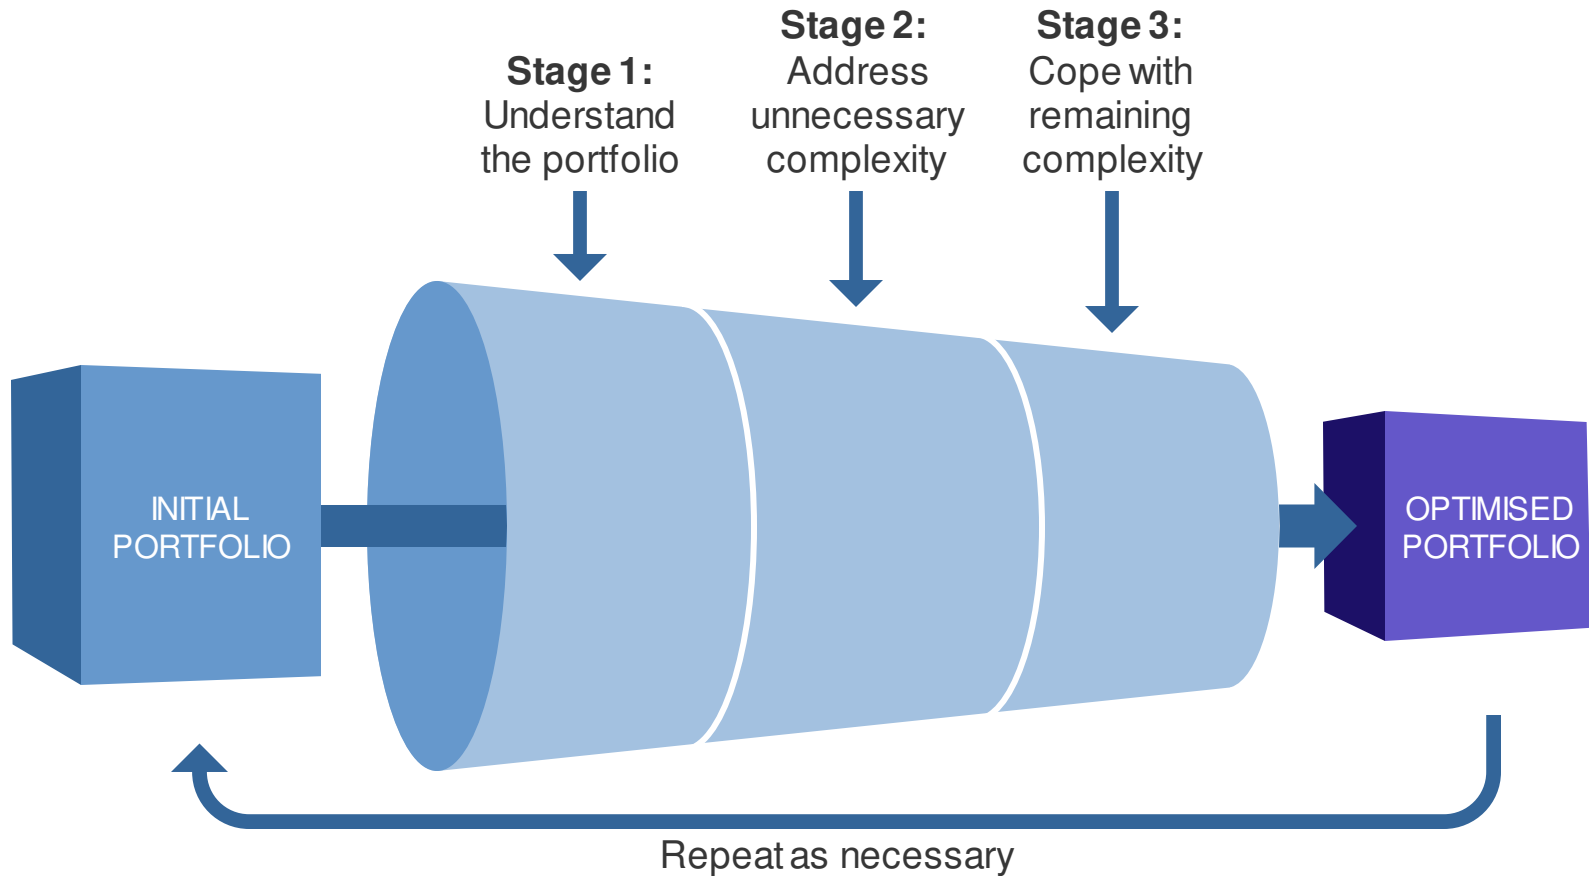 Stage 1:
Understand
the portfolio
Stage 2:
Address
unnecessary
complexity
Stage 3:
Cope with
remaining
complexity
INITIAL
PORTFOLIO
OPTIMISED
PORTFOLIO
Repeat as necessary